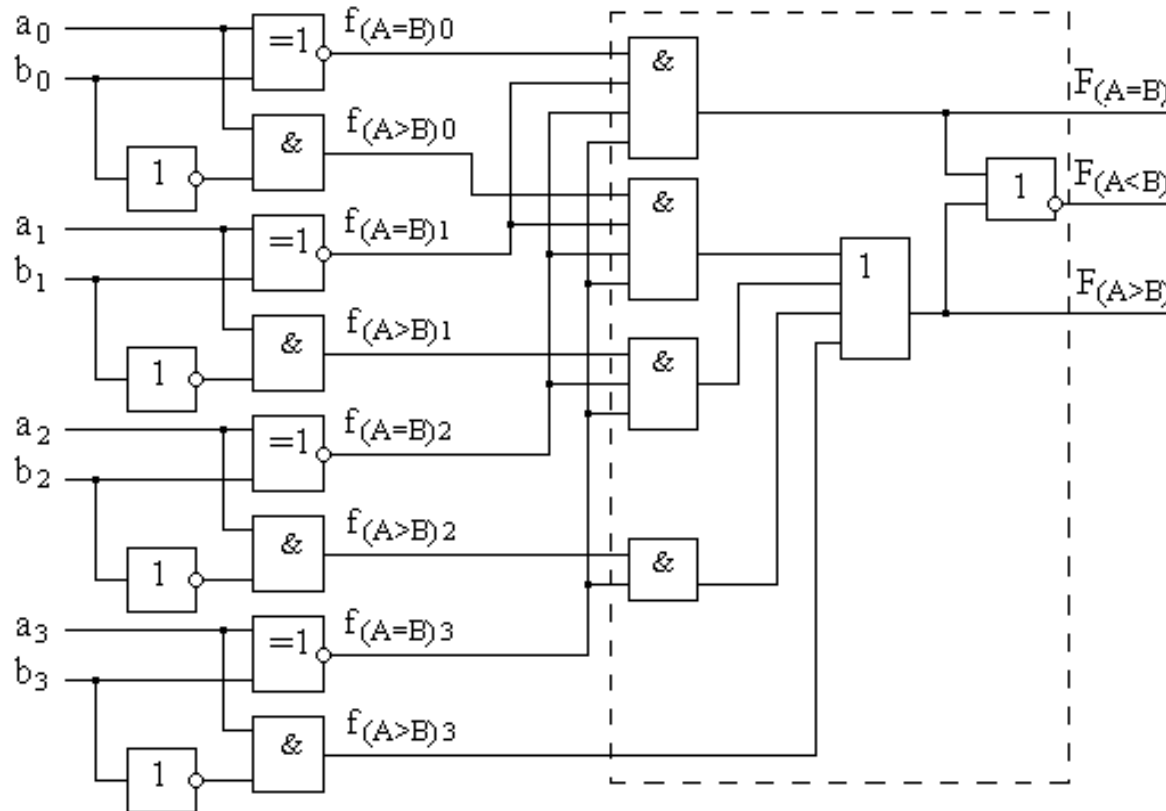 a0
b0
=1
f(A=B)0
&
f(A>B)0
1
a1
b1
=1
f(A=B)1
&
f(A>B)1
1
a2
b2
=1
f(A=B)2
&
f(A>B)2
1
a3
b3
=1
f(A=B)3
&
f(A>B)3
1
&
&
&
&
1
1
F(A=B)
F(A<B)
F(A>B)